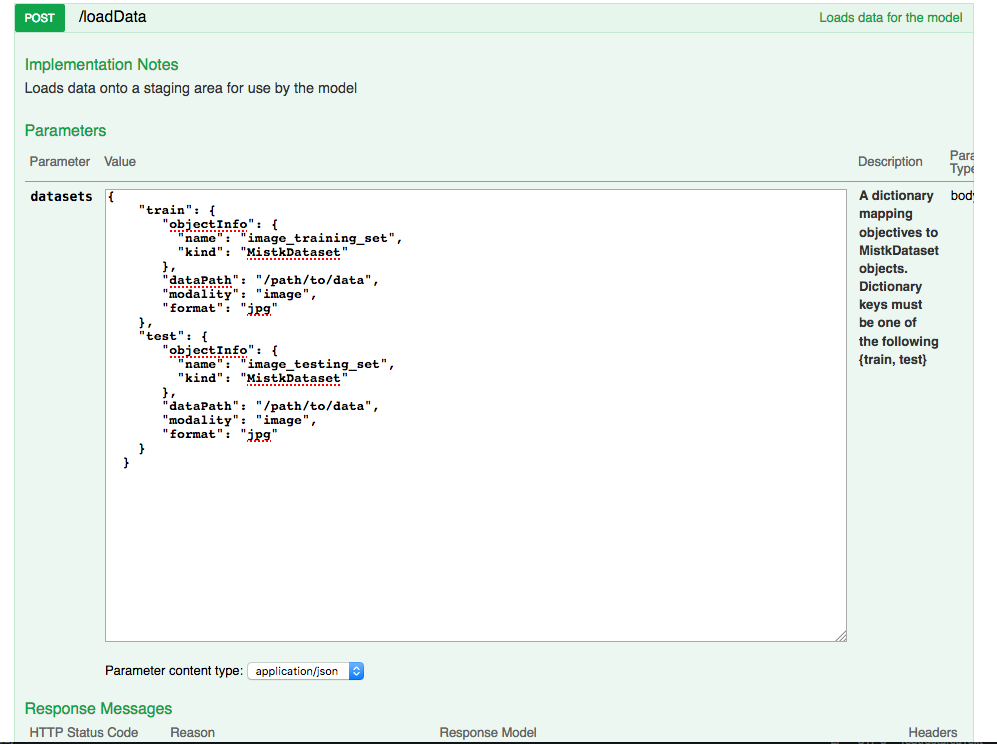 POST /loadData Loads data for the model
Implementation Notes
Loads data onto a staging area for use by the model
Parameters
Parameter Value Description Para
Type
datasets
{
"train": {
"objectInfo": {
"name": "image_training_set",
"kind": "MistkDataset"
},
"dataPath": "/path/to/data",
"modality": "image",
"format": "jpg"
},
"test": {
"objectInfo": {
"name": "image_testing_set",
"kind": "MistkDataset"
},
"dataPath": "/path/to/data",
"modality": "image",
"format": "jpg"
}
}
A dictionary
mapping
objectives to
MistkDataset
objects.
Dictionary
keys must
be one of
the following
{train, test}
body
Parameter content type: application/json
Response Messages
HTTP Status Code Reason Response Model Headers